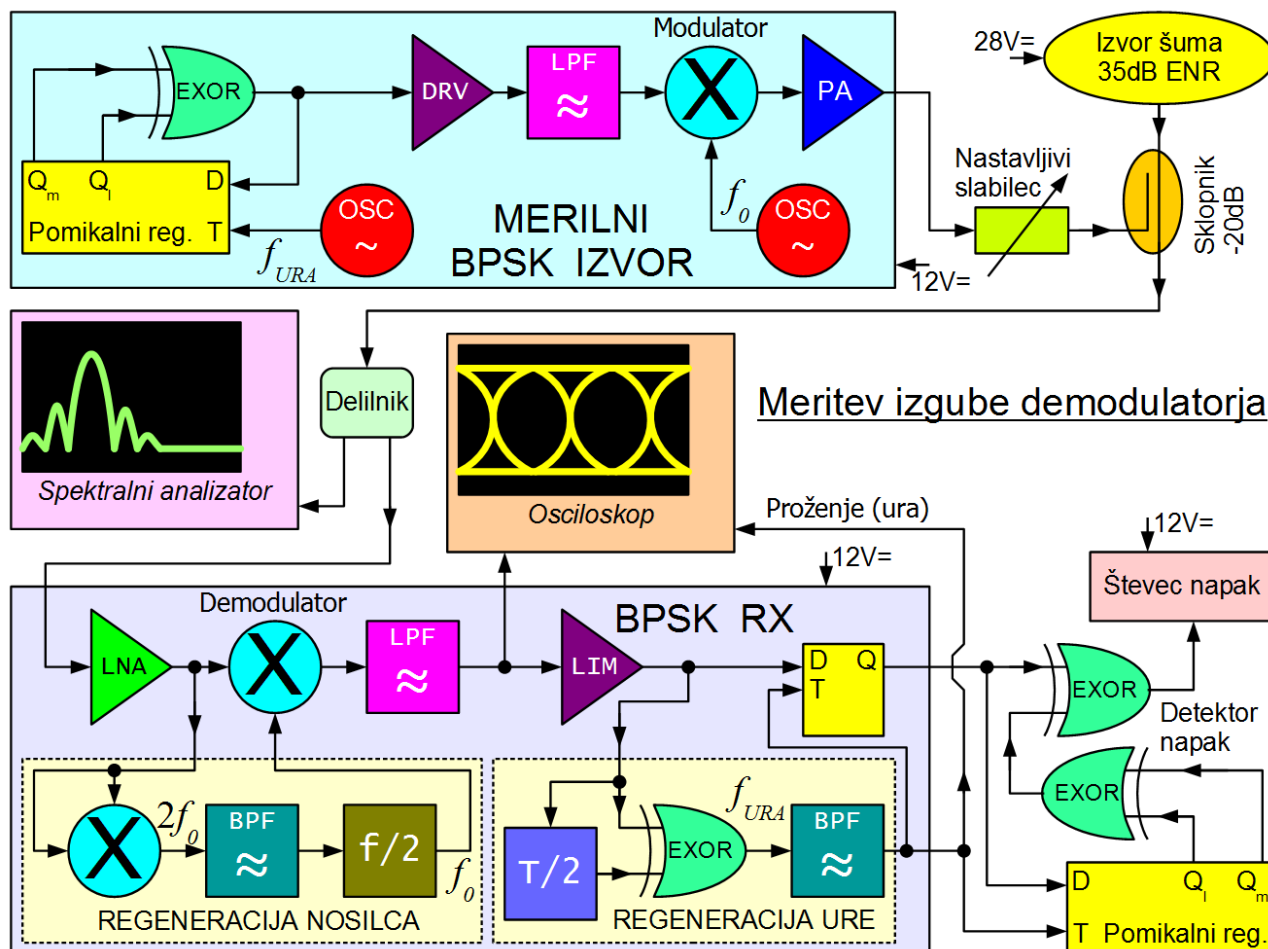 Modulator
28V=
Izvor šuma
35dB ENR
EXOR
DRV
LPF
≈
X
PA
Qm Ql D
Pomikalni reg. T
OSC
~
fURA
MERILNI
BPSK IZVOR
f0
OSC
~
12V=
Nastavljivi
slabilec
Sklopnik
-20dB
Spektralni analizator
Delilnik
Osciloskop
Meritev izgube demodulatorja
Proženje (ura)
12V=
12V=
Števec napak
Demodulator
BPSK RX
LNA
X
LPF
≈
LIM
D Q
T
EXOR
Detektor
napak
EXOR
X
2f0
BPF
≈
f/2
f0
REGENERACIJA NOSILCA
T/2
EXOR
fURA
BPF
≈
REGENERACIJA URE
D Ql Qm
T Pomikalni reg.